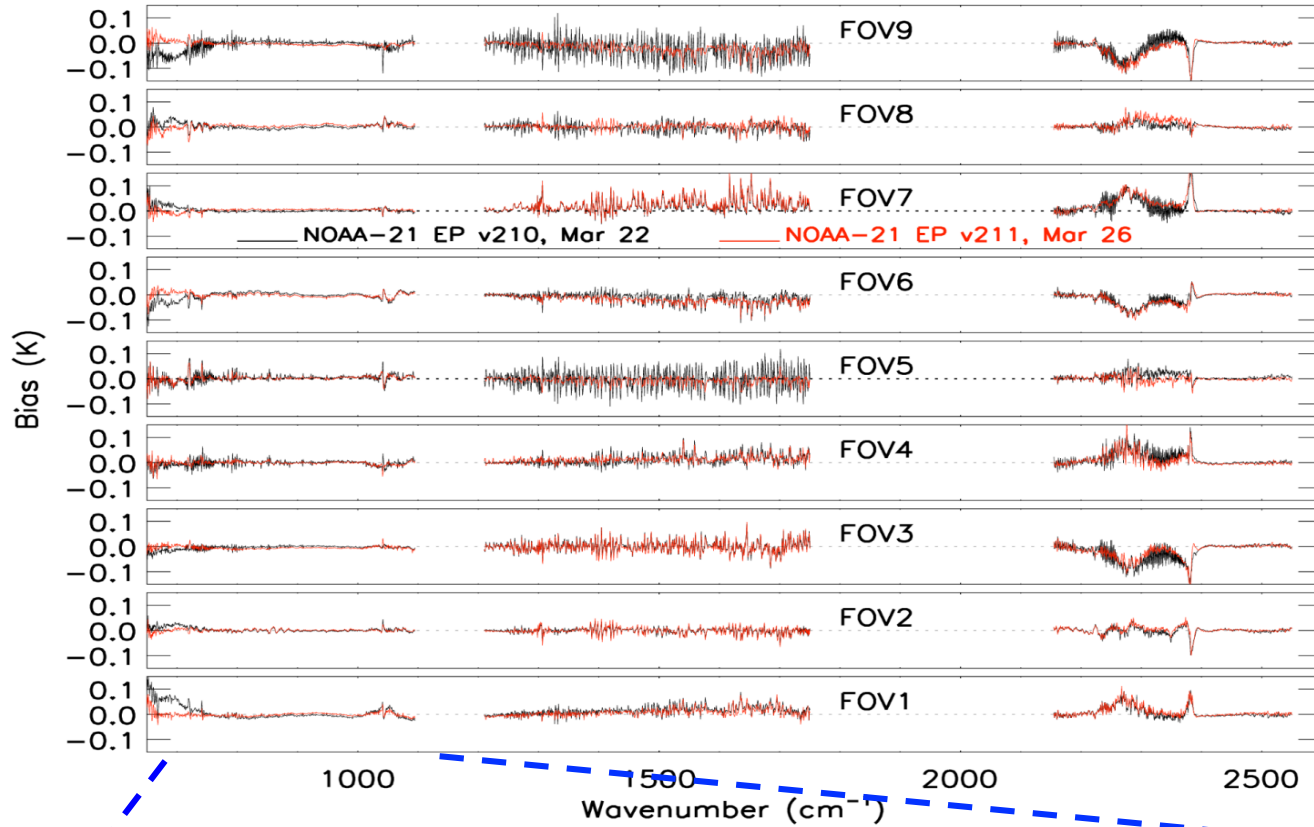 0.1
0.0
−0.1
FOV9
0.1
0.0
−0.1
FOV8
0.1
0.0
−0.1
FOV7
NOAA−21 EP v210, Mar 22
NOAA−21 EP v211, Mar 26
0.1
0.0
−0.1
FOV6
0.1
0.0
−0.1
FOV5
0.1
0.0
−0.1
FOV4
0.1
0.0
−0.1
FOV3
0.1
0.0
−0.1
FOV2
0.1
0.0
−0.1
FOV1
Bias (K)
1000 1500 2000 2500
Wavenumber (cm⁻¹)